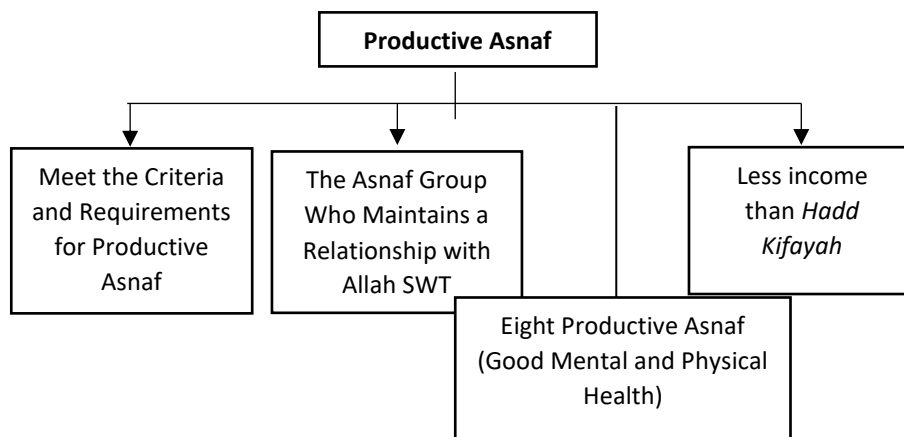 Productive Asnaf
Meet the Criteria
and Requirements
for Productive
Asnaf
The Asnaf Group
Who Maintains a
Relationship with
Allah SWT
Less income
than Hadd
Kifayah
Eight Productive Asnaf
(Good Mental and Physical
Health)